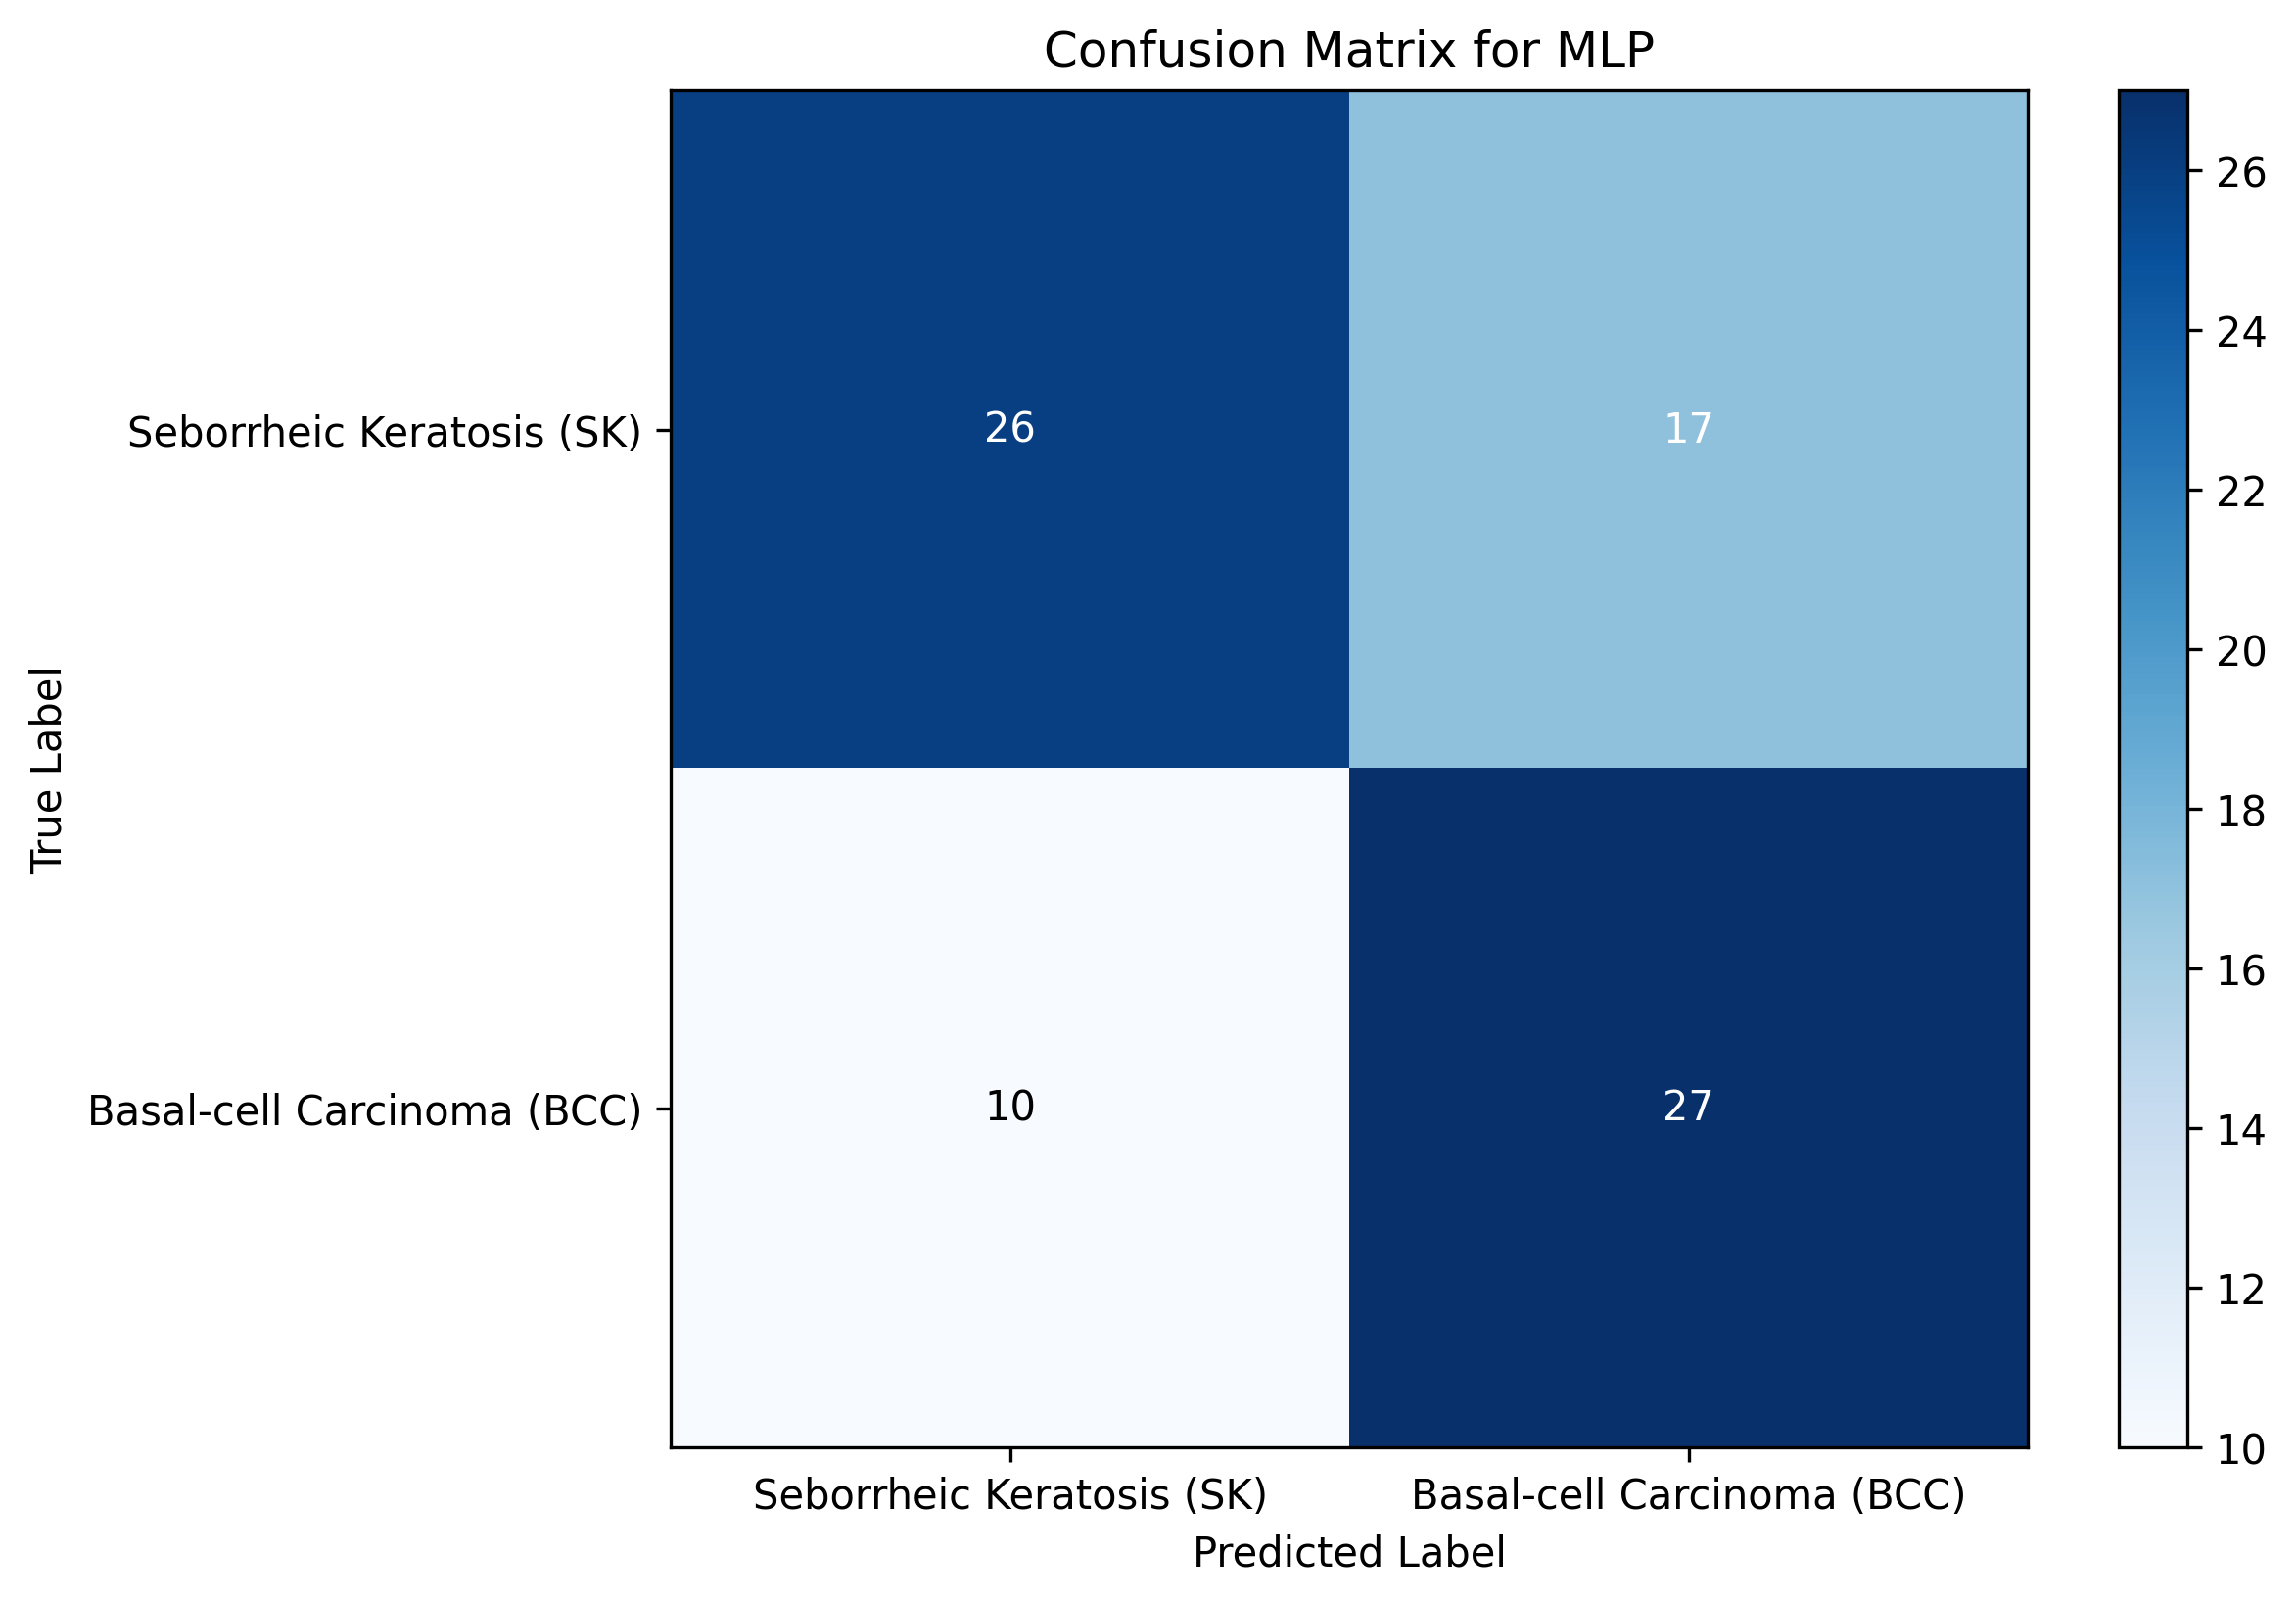 Confusion Matrix for MLP
True Label
Seborrheic Keratosis (SK)
26
17
Basal-cell Carcinoma (BCC)
10
27
Seborrheic Keratosis (SK)
Basal-cell Carcinoma (BCC)
Predicted Label
26
24
22
20
18
16
14
12
10